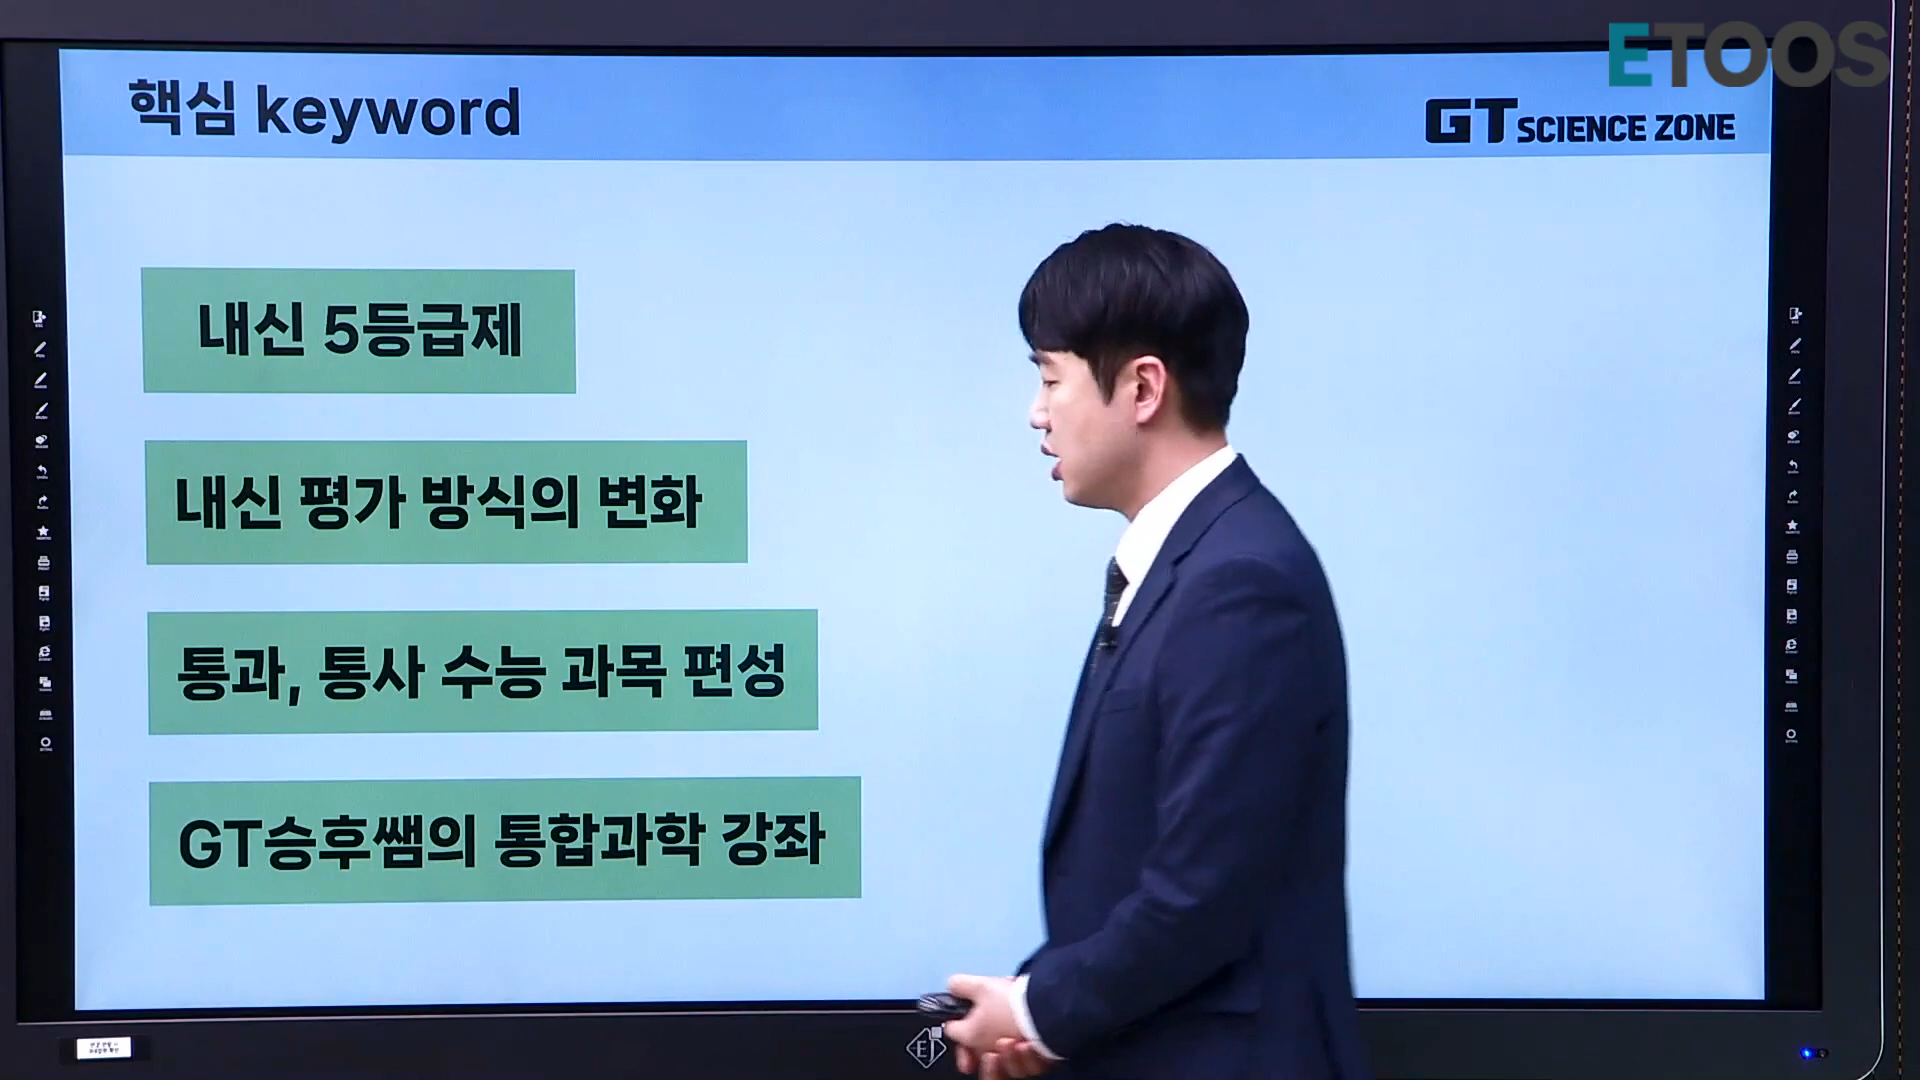 ETOOS
핵심 keyword
GT SCIENCE ZONE
내신 5등급제
내신 평가 방식의 변화
통과, 통사 수능 과목 편성
GT승후쌤의 통합과학 강좌
EJ